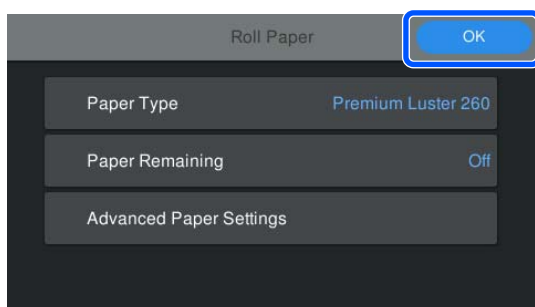 Roll Paper OK
Paper Type Premium Luster 260
Paper Remaining Off
Advanced Paper Settings